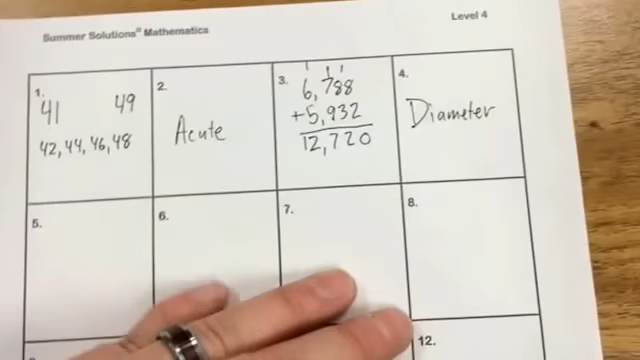 Summer Solutions® Mathematics
Level 4
1.
41 49
42, 44, 46, 48
2.
Acute
3.
6,788
+5,932
12,720
4.
Diameter
5.
6.
7.
8.
12.